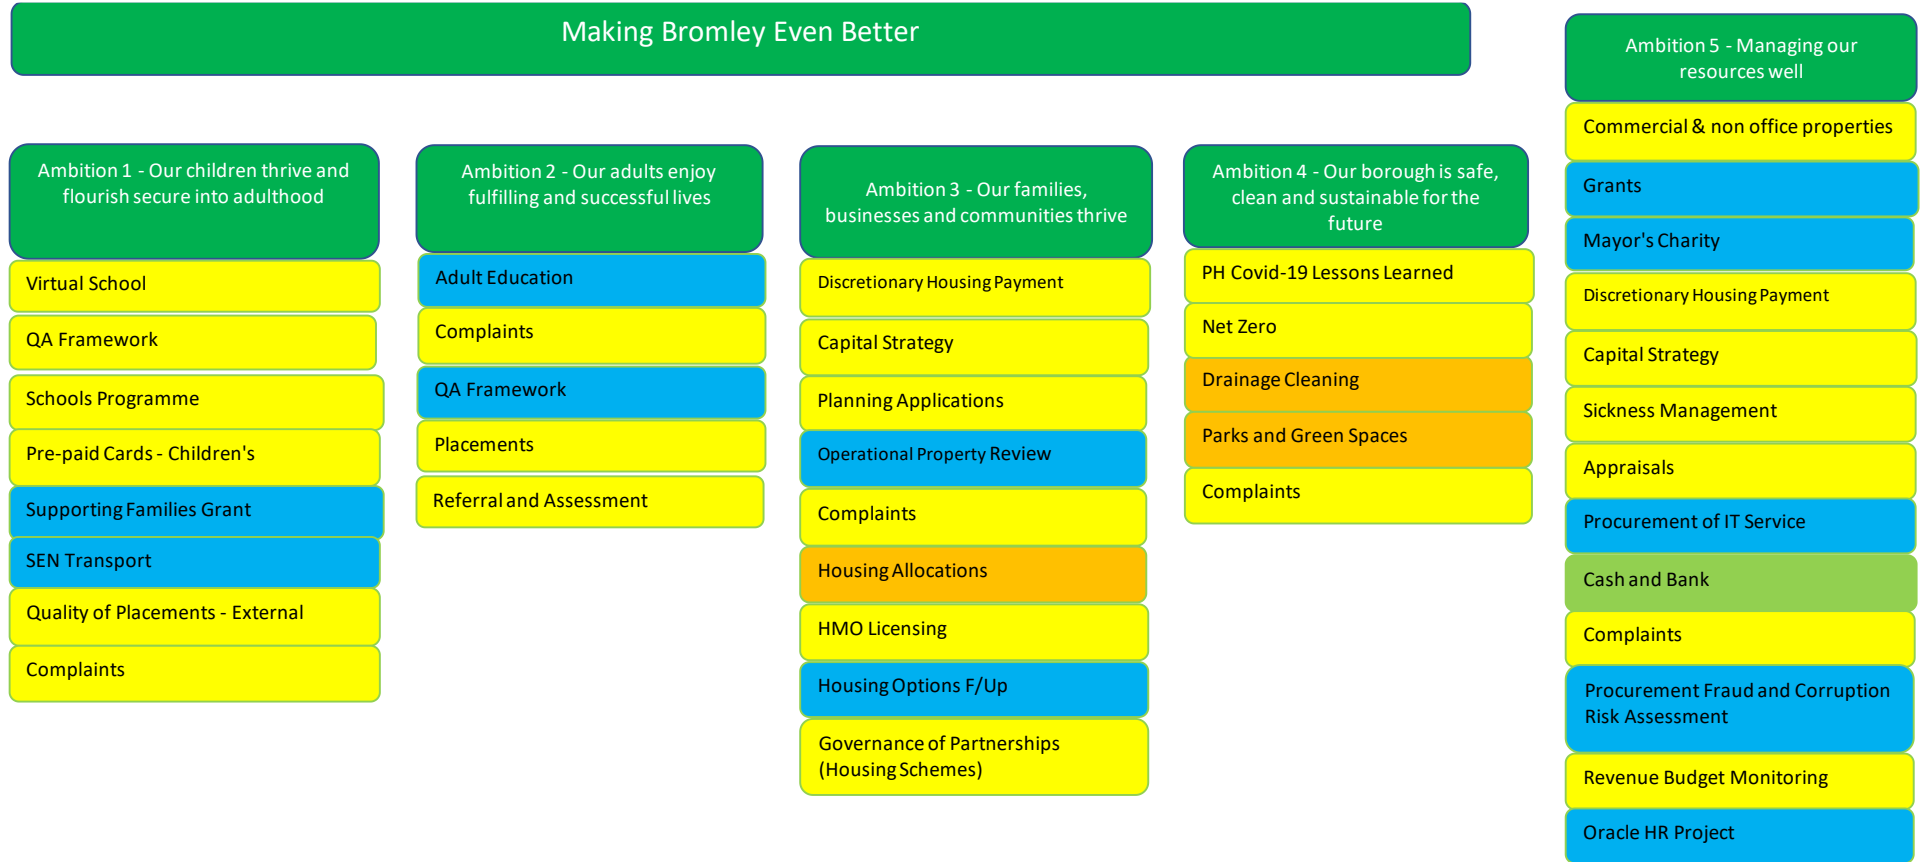 Making Bromley Even Better
Ambition 1 - Our children thrive and
flourish secure into adulthood
Virtual School
QA Framework
Schools Programme
Pre-paid Cards - Children's
Supporting Families Grant
SEN Transport
Quality of Placements - External
Complaints
Ambition 2 - Our adults enjoy
fulfilling and successful lives
Adult Education
Complaints
QA Framework
Placements
Referral and Assessment
Ambition 3 - Our families,
businesses and communities thrive
Discretionary Housing Payment
Capital Strategy
Planning Applications
Operational Property Review
Complaints
Housing Allocations
HMO Licensing
Housing Options F/Up
Governance of Partnerships
(Housing Schemes)
Ambition 4 - Our borough is safe,
clean and sustainable for the
future
PH Covid-19 Lessons Learned
Net Zero
Drainage Cleaning
Parks and Green Spaces
Complaints
Ambition 5 - Managing our
resources well
Commercial & non office properties
Grants
Mayor's Charity
Discretionary Housing Payment
Capital Strategy
Sickness Management
Appraisals
Procurement of IT Service
Cash and Bank
Complaints
Procurement Fraud and Corruption
Risk Assessment
Revenue Budget Monitoring
Oracle HR Project